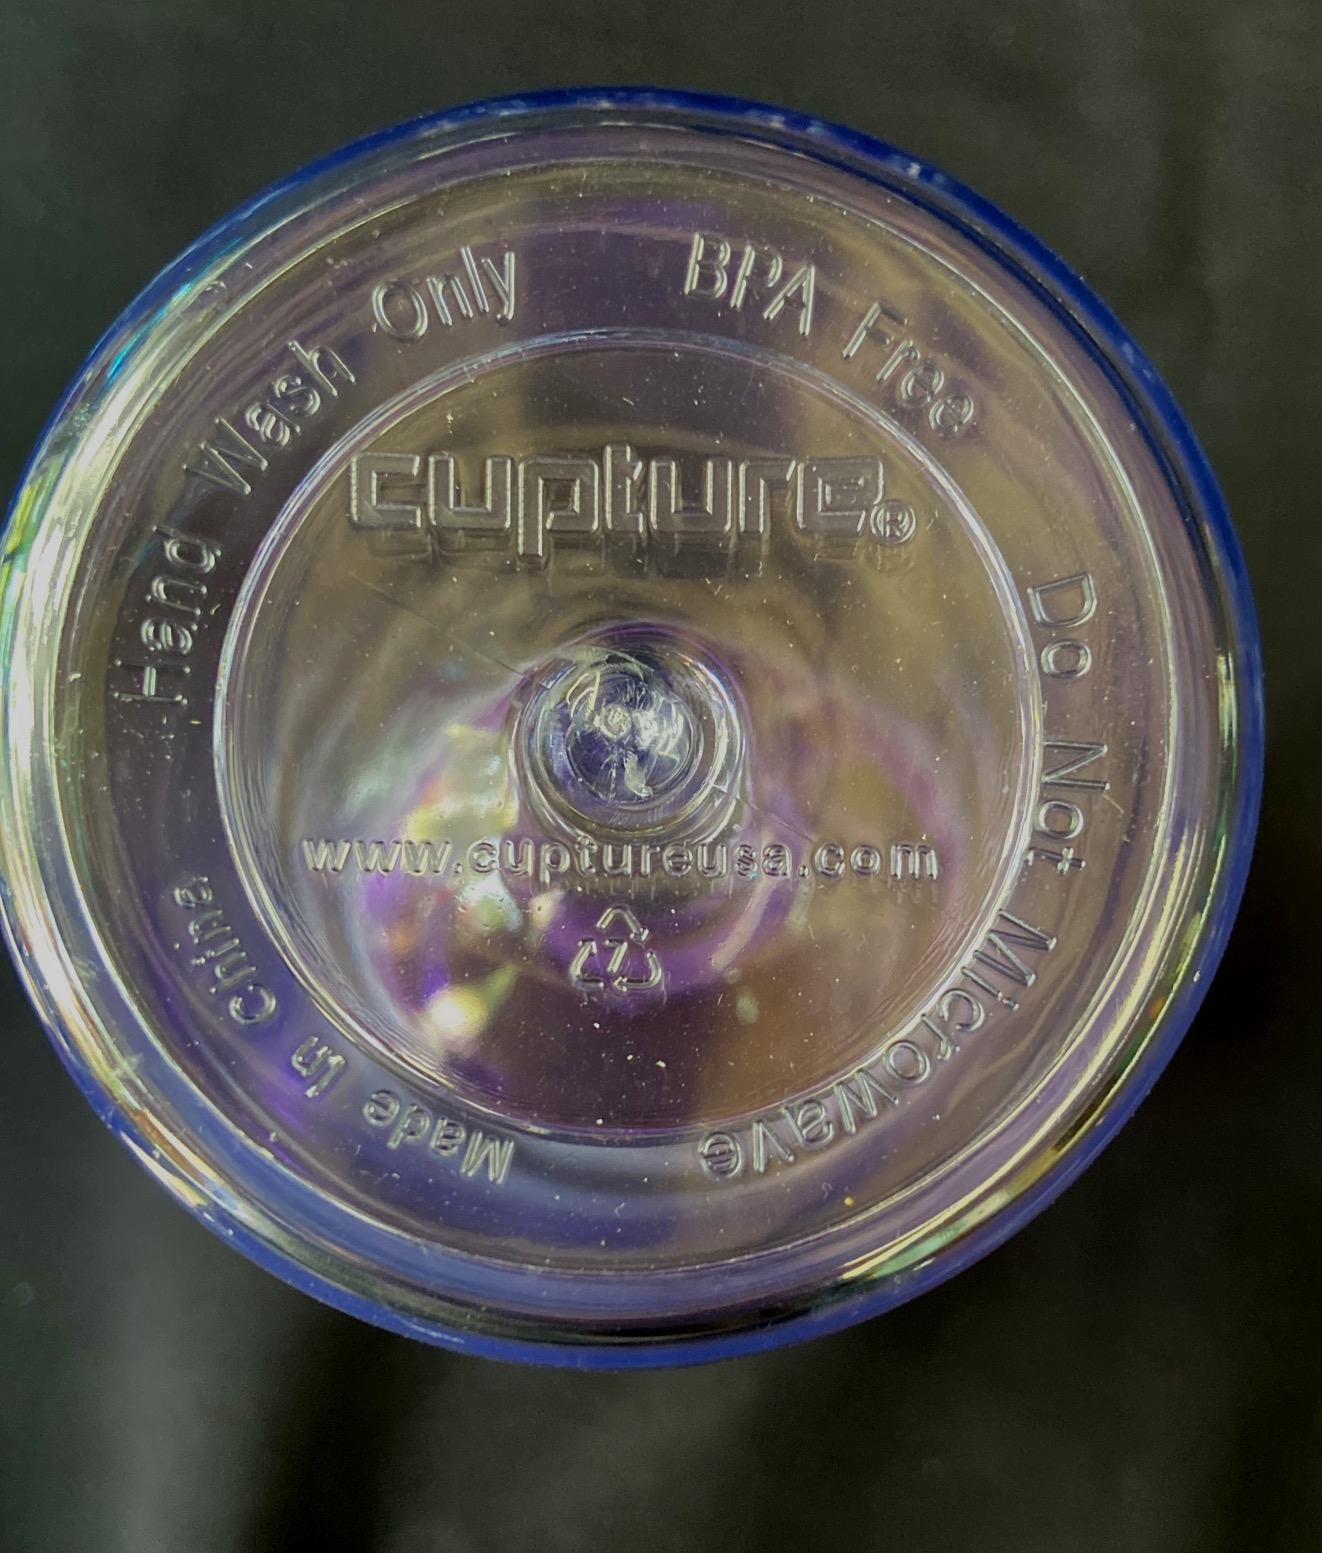 Hand Wash Only
BPA Free
Do Not Microwave
Made In China
cupture®
www.cuptureusa.com
7